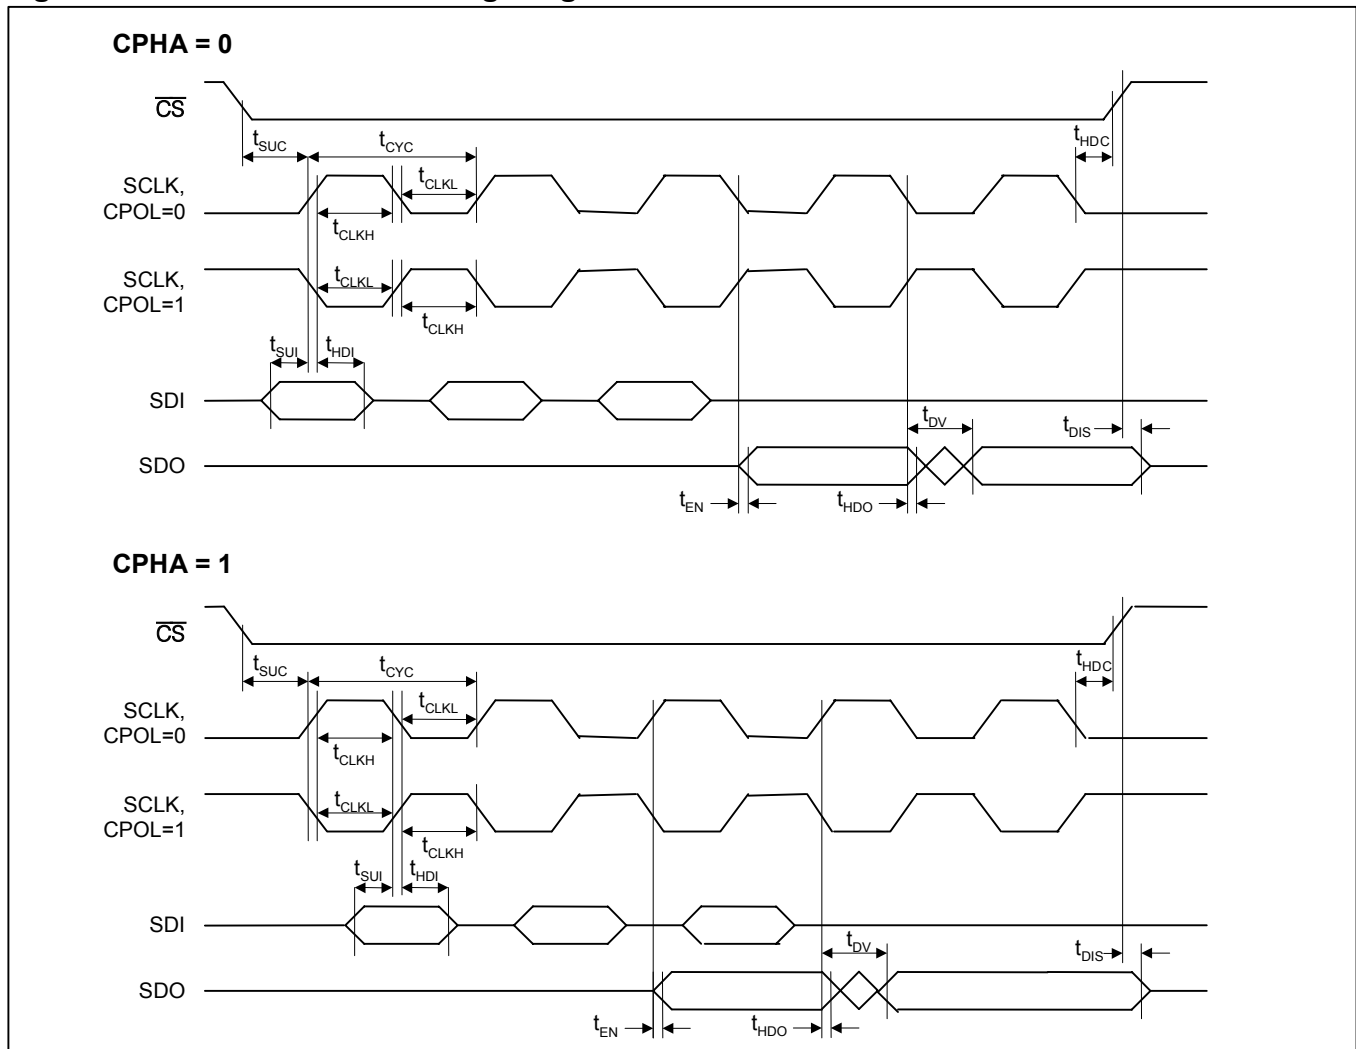 CPHA = 0
CS
tSUC
tCYC
tHDC
tCLKL
SCLK,
CPOL=0
tCLKH
SCLK,
CPOL=1
tCLKL
tCLKH
tSUI
tHDI
SDI
tDV
tDIS
SDO
tEN
tHDO
CPHA = 1
CS
tSUC
tCYC
tHDC
tCLKL
SCLK,
CPOL=0
tCLKH
SCLK,
CPOL=1
tCLKL
tCLKH
tSUI
tHDI
SDI
tDV
tDIS
SDO
tEN
tHDO